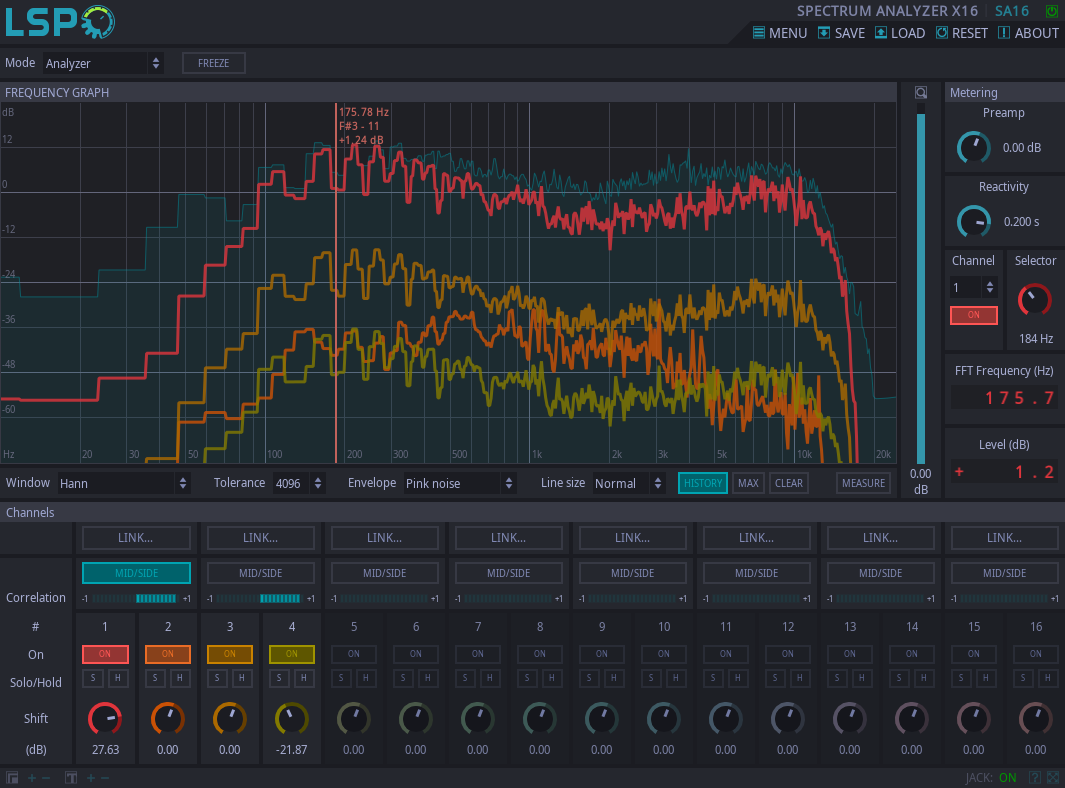 LSP
SPECTRUM ANALYZER X16 SA16
MENU SAVE LOAD RESET ABOUT
Mode Analyzer FREEZE
FREQUENCY GRAPH
Metering
dB
12
0
-12
-24
-36
-48
-60
175.78 Hz
F#3 - 11
+1.24 dB
Hz 20 30 50 100 200 300 500 1k 2k 3k 5k 10k 20k
0.00
dB
Preamp
0.00 dB
Reactivity
0.200 s
Channel Selector
1
ON
184 Hz
FFT Frequency (Hz)
175.7
Level (dB)
+ 1.2
Window Hann Tolerance 4096 Envelope Pink noise Line size Normal HISTORY MAX CLEAR MEASURE
Channels
LINK... LINK... LINK... LINK... LINK... LINK... LINK... LINK...
MID/SIDE MID/SIDE MID/SIDE MID/SIDE MID/SIDE MID/SIDE MID/SIDE MID/SIDE
Correlation -1 +1 -1 +1 -1 +1 -1 +1 -1 +1 -1 +1 -1 +1 -1 +1
# 1 2 3 4 5 6 7 8 9 10 11 12 13 14 15 16
On ON ON ON ON ON ON ON ON ON ON ON ON ON ON ON ON
Solo/Hold S H S H S H S H S H S H S H S H S H S H S H S H S H S H S H S H
Shift
(dB) 27.63 0.00 0.00 -21.87 0.00 0.00 0.00 0.00 0.00 0.00 0.00 0.00 0.00 0.00 0.00 0.00
+ - T + - JACK: ON ?